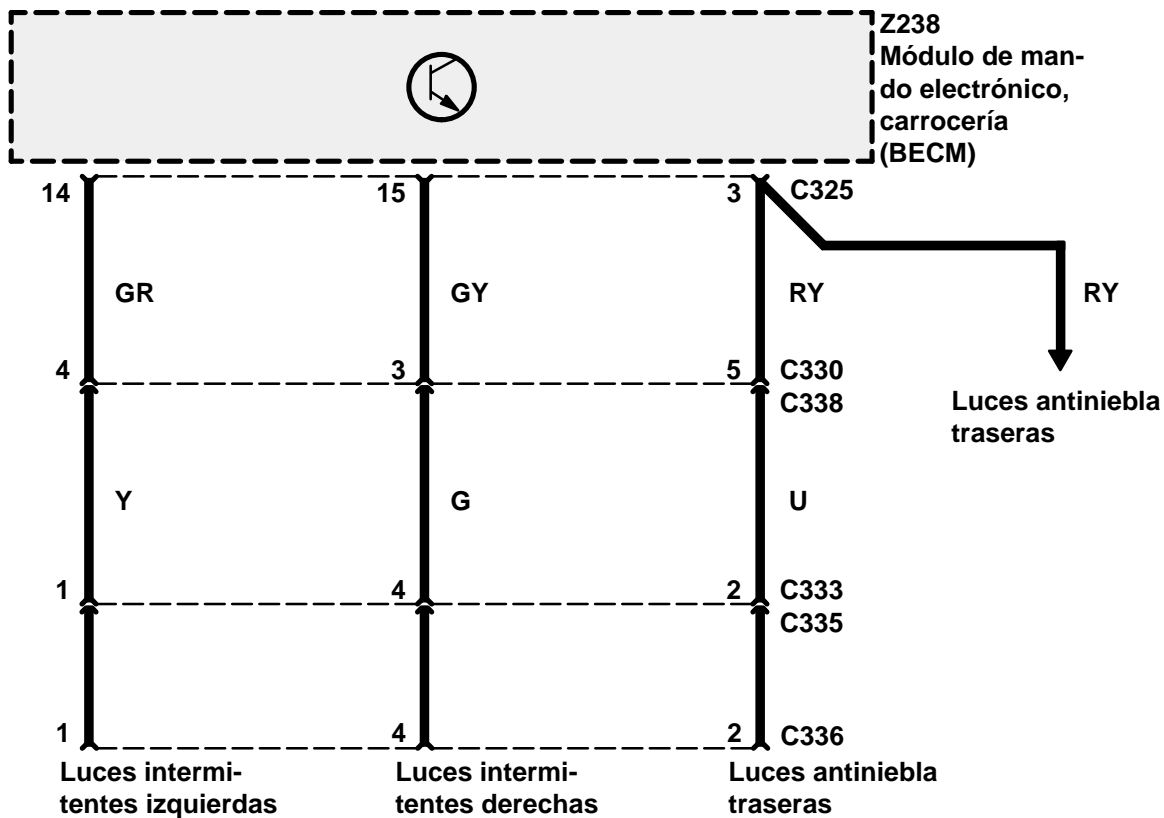 Z238
Módulo de man-
do electrónico,
carrocería
(BECM)
14
15
3
C325
GR
GY
RY
RY
4
3
5
C330
C338
Luces antiniebla
traseras
Y
G
U
1
4
2
C333
C335
1
4
2
C336
Luces intermi-
tentes izquierdas
Luces intermi-
tentes derechas
Luces antiniebla
traseras